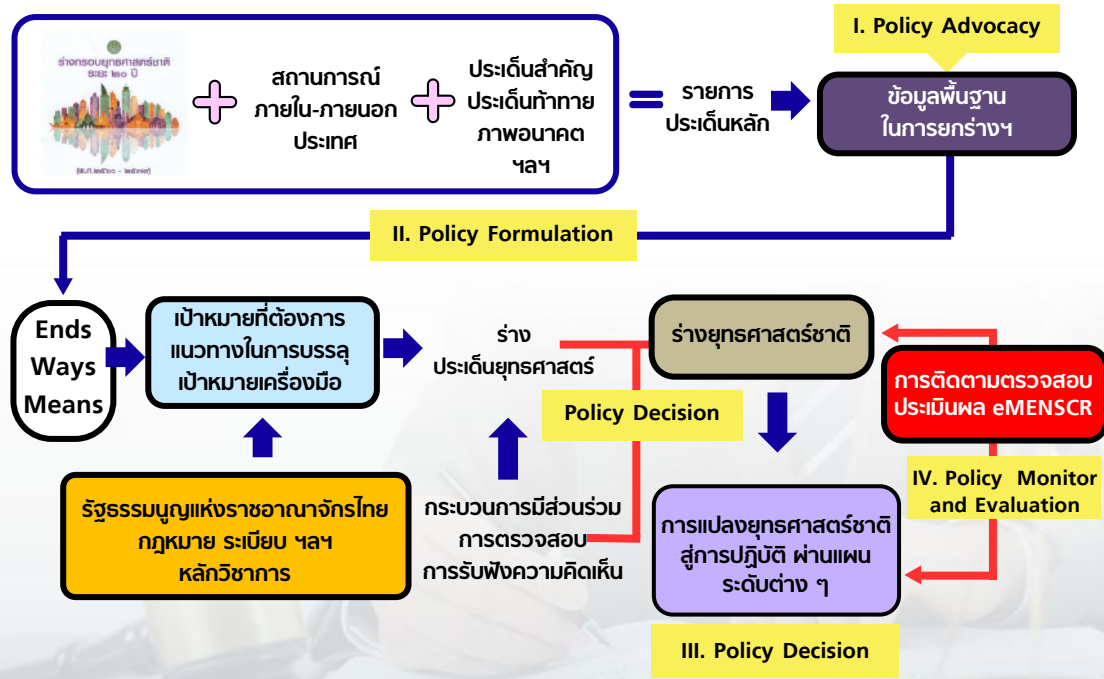 I. Policy Advocacy
ร่างกรอบยุทธศาสตร์ชาติ
ระยะ ๒๐ ปี
(พ.ศ. ๒๕๖๐ - ๒๕๗๙)
สถานการณ์
ภายใน-ภายนอก
ประเทศ
ประเด็นสำคัญ
ประเด็นท้าทาย
ภาพอนาคต
ฯลฯ
รายการ
ประเด็นหลัก
ข้อมูลพื้นฐาน
ในการยกร่างฯ
II. Policy Formulation
Ends
Ways
Means
เป้าหมายที่ต้องการ
แนวทางในการบรรลุ
เป้าหมายเครื่องมือ
ร่าง
ประเด็นยุทธศาสตร์
ร่างยุทธศาสตร์ชาติ
การติดตามตรวจสอบ
ประเมินผล eMENSCR
Policy Decision
IV. Policy Monitor
and Evaluation
รัฐธรรมนูญแห่งราชอาณาจักรไทย
กฎหมาย ระเบียบ ฯลฯ
หลักวิชาการ
กระบวนการมีส่วนร่วม
การตรวจสอบ
การรับฟังความคิดเห็น
การแปลงยุทธศาสตร์ชาติ
สู่การปฏิบัติ ผ่านแผน
ระดับต่าง ๆ
III. Policy Decision